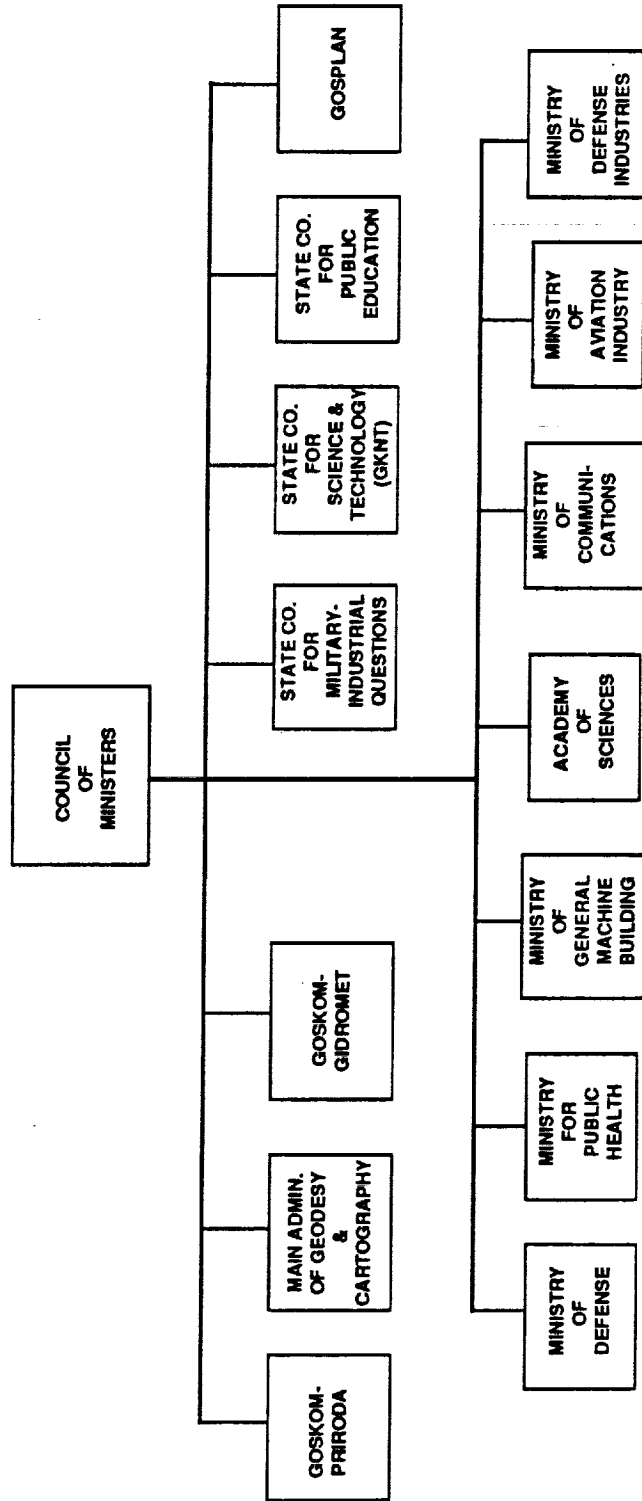 COUNCIL
OF
MINISTERS
GOSKOM-
PRIRODA
MAIN ADMIN.
OF GEODESY
&
CARTOGRAPHY
GOSKOM-
GIDROMET
STATE CO.
FOR
MILITARY-
INDUSTRIAL
QUESTIONS
STATE CO.
FOR
SCIENCE &
TECHNOLOGY
(GKNT)
STATE CO.
FOR
PUBLIC
EDUCATION
GOSPLAN
MINISTRY
OF
DEFENSE
MINISTRY
FOR
PUBLIC
HEALTH
MINISTRY
OF
GENERAL
MACHINE
BUILDING
ACADEMY
OF
SCIENCES
MINISTRY
OF
COMMUNI-
CATIONS
MINISTRY
OF
AVIATION
INDUSTRY
MINISTRY
OF
DEFENSE
INDUSTRIES